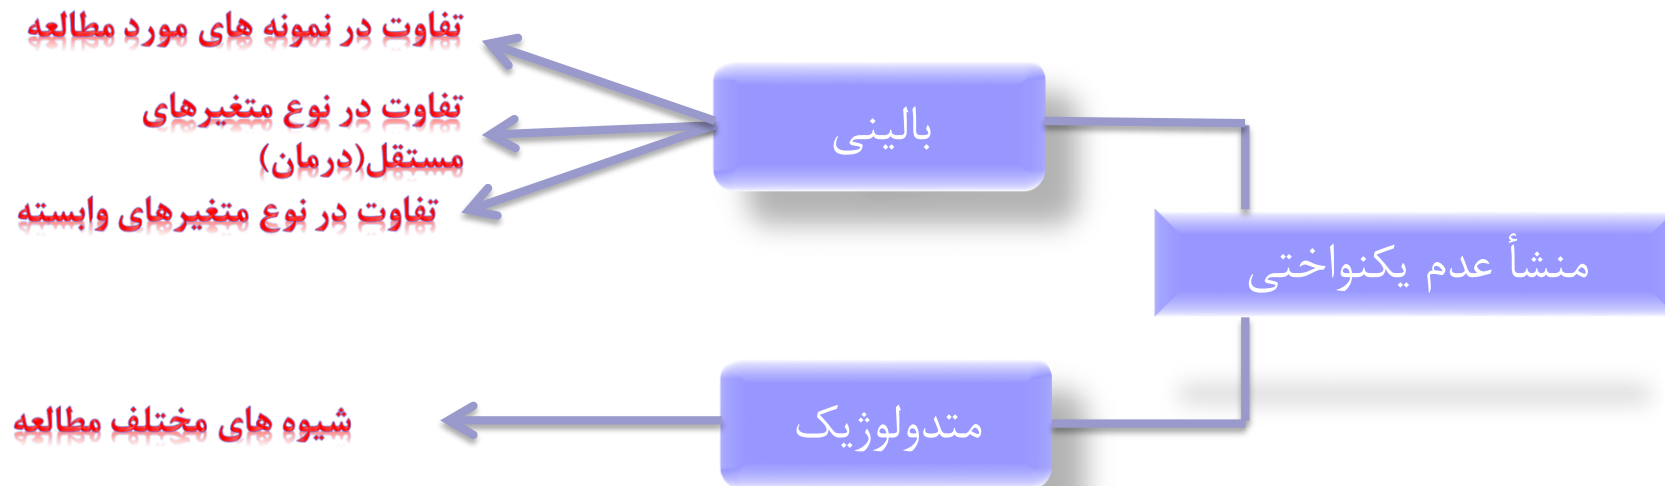 منشأ عدم یکنواختی
بالینی
تفاوت در نمونه های مورد مطالعه
تفاوت در نوع متغیرهای
مستقل(درمان)
تفاوت در نوع متغیرهای وابسته
متدولوژیک
شیوه های مختلف مطالعه